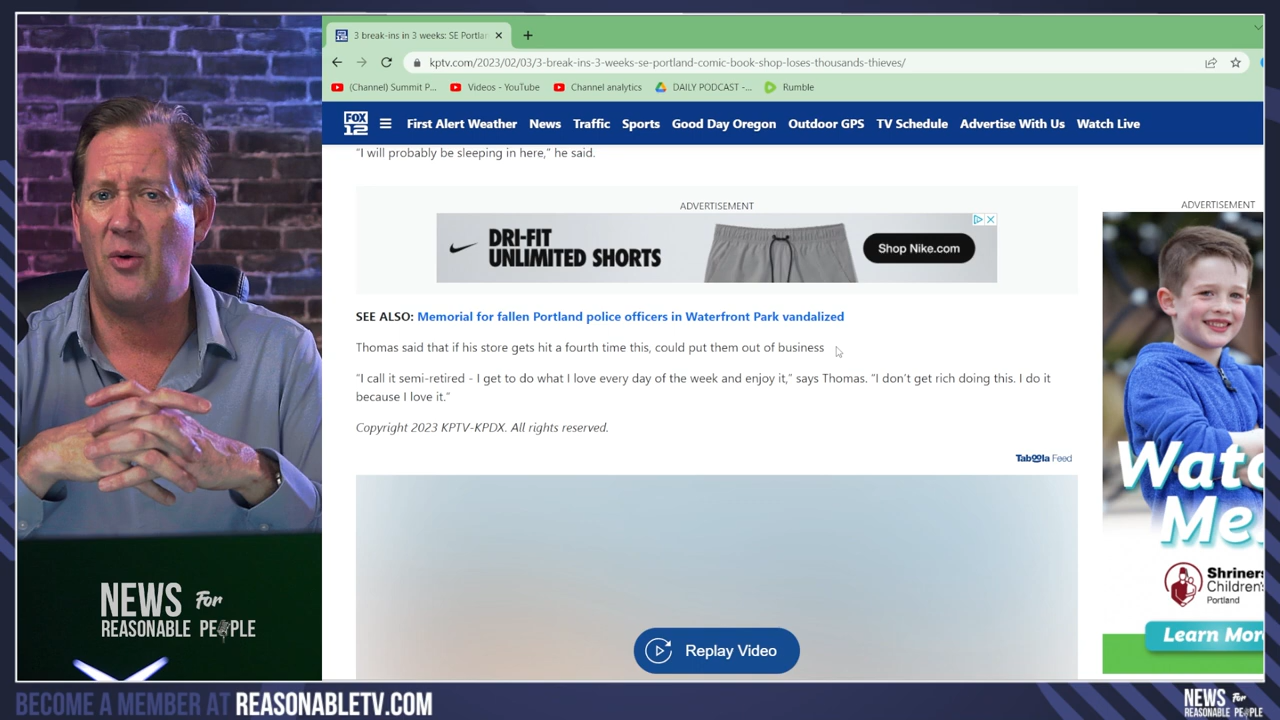 3 break-ins in 3 weeks: SE Portla
kptv.com/2023/02/03/3-break-ins-3-weeks-se-portland-comic-book-shop-loses-thousands-thieves/
(Channel) Summit P... Videos - YouTube Channel analytics DAILY PODCAST -... Rumble
FOX 12 First Alert Weather News Traffic Sports Good Day Oregon Outdoor GPS TV Schedule Advertise With Us Watch Live
"I will probably be sleeping in here," he said.
ADVERTISEMENT
DRI-FIT
UNLIMITED SHORTS
Shop Nike.com
SEE ALSO: Memorial for fallen Portland police officers in Waterfront Park vandalized
Thomas said that if his store gets hit a fourth time this, could put them out of business
"I call it semi-retired - I get to do what I love every day of the week and enjoy it," says Thomas. "I don't get rich doing this. I do it
because I love it."
Copyright 2023 KPTV-KPDX. All rights reserved.
Taboola Feed
Replay Video
ADVERTISEMENT
Watc
Me
Shriners
Children's
Portland
Learn Mor
NEWS For
REASONABLE PEOPLE
BECOME A MEMBER AT REASONABLETV.COM
NEWS For
REASONABLE PEOPLE